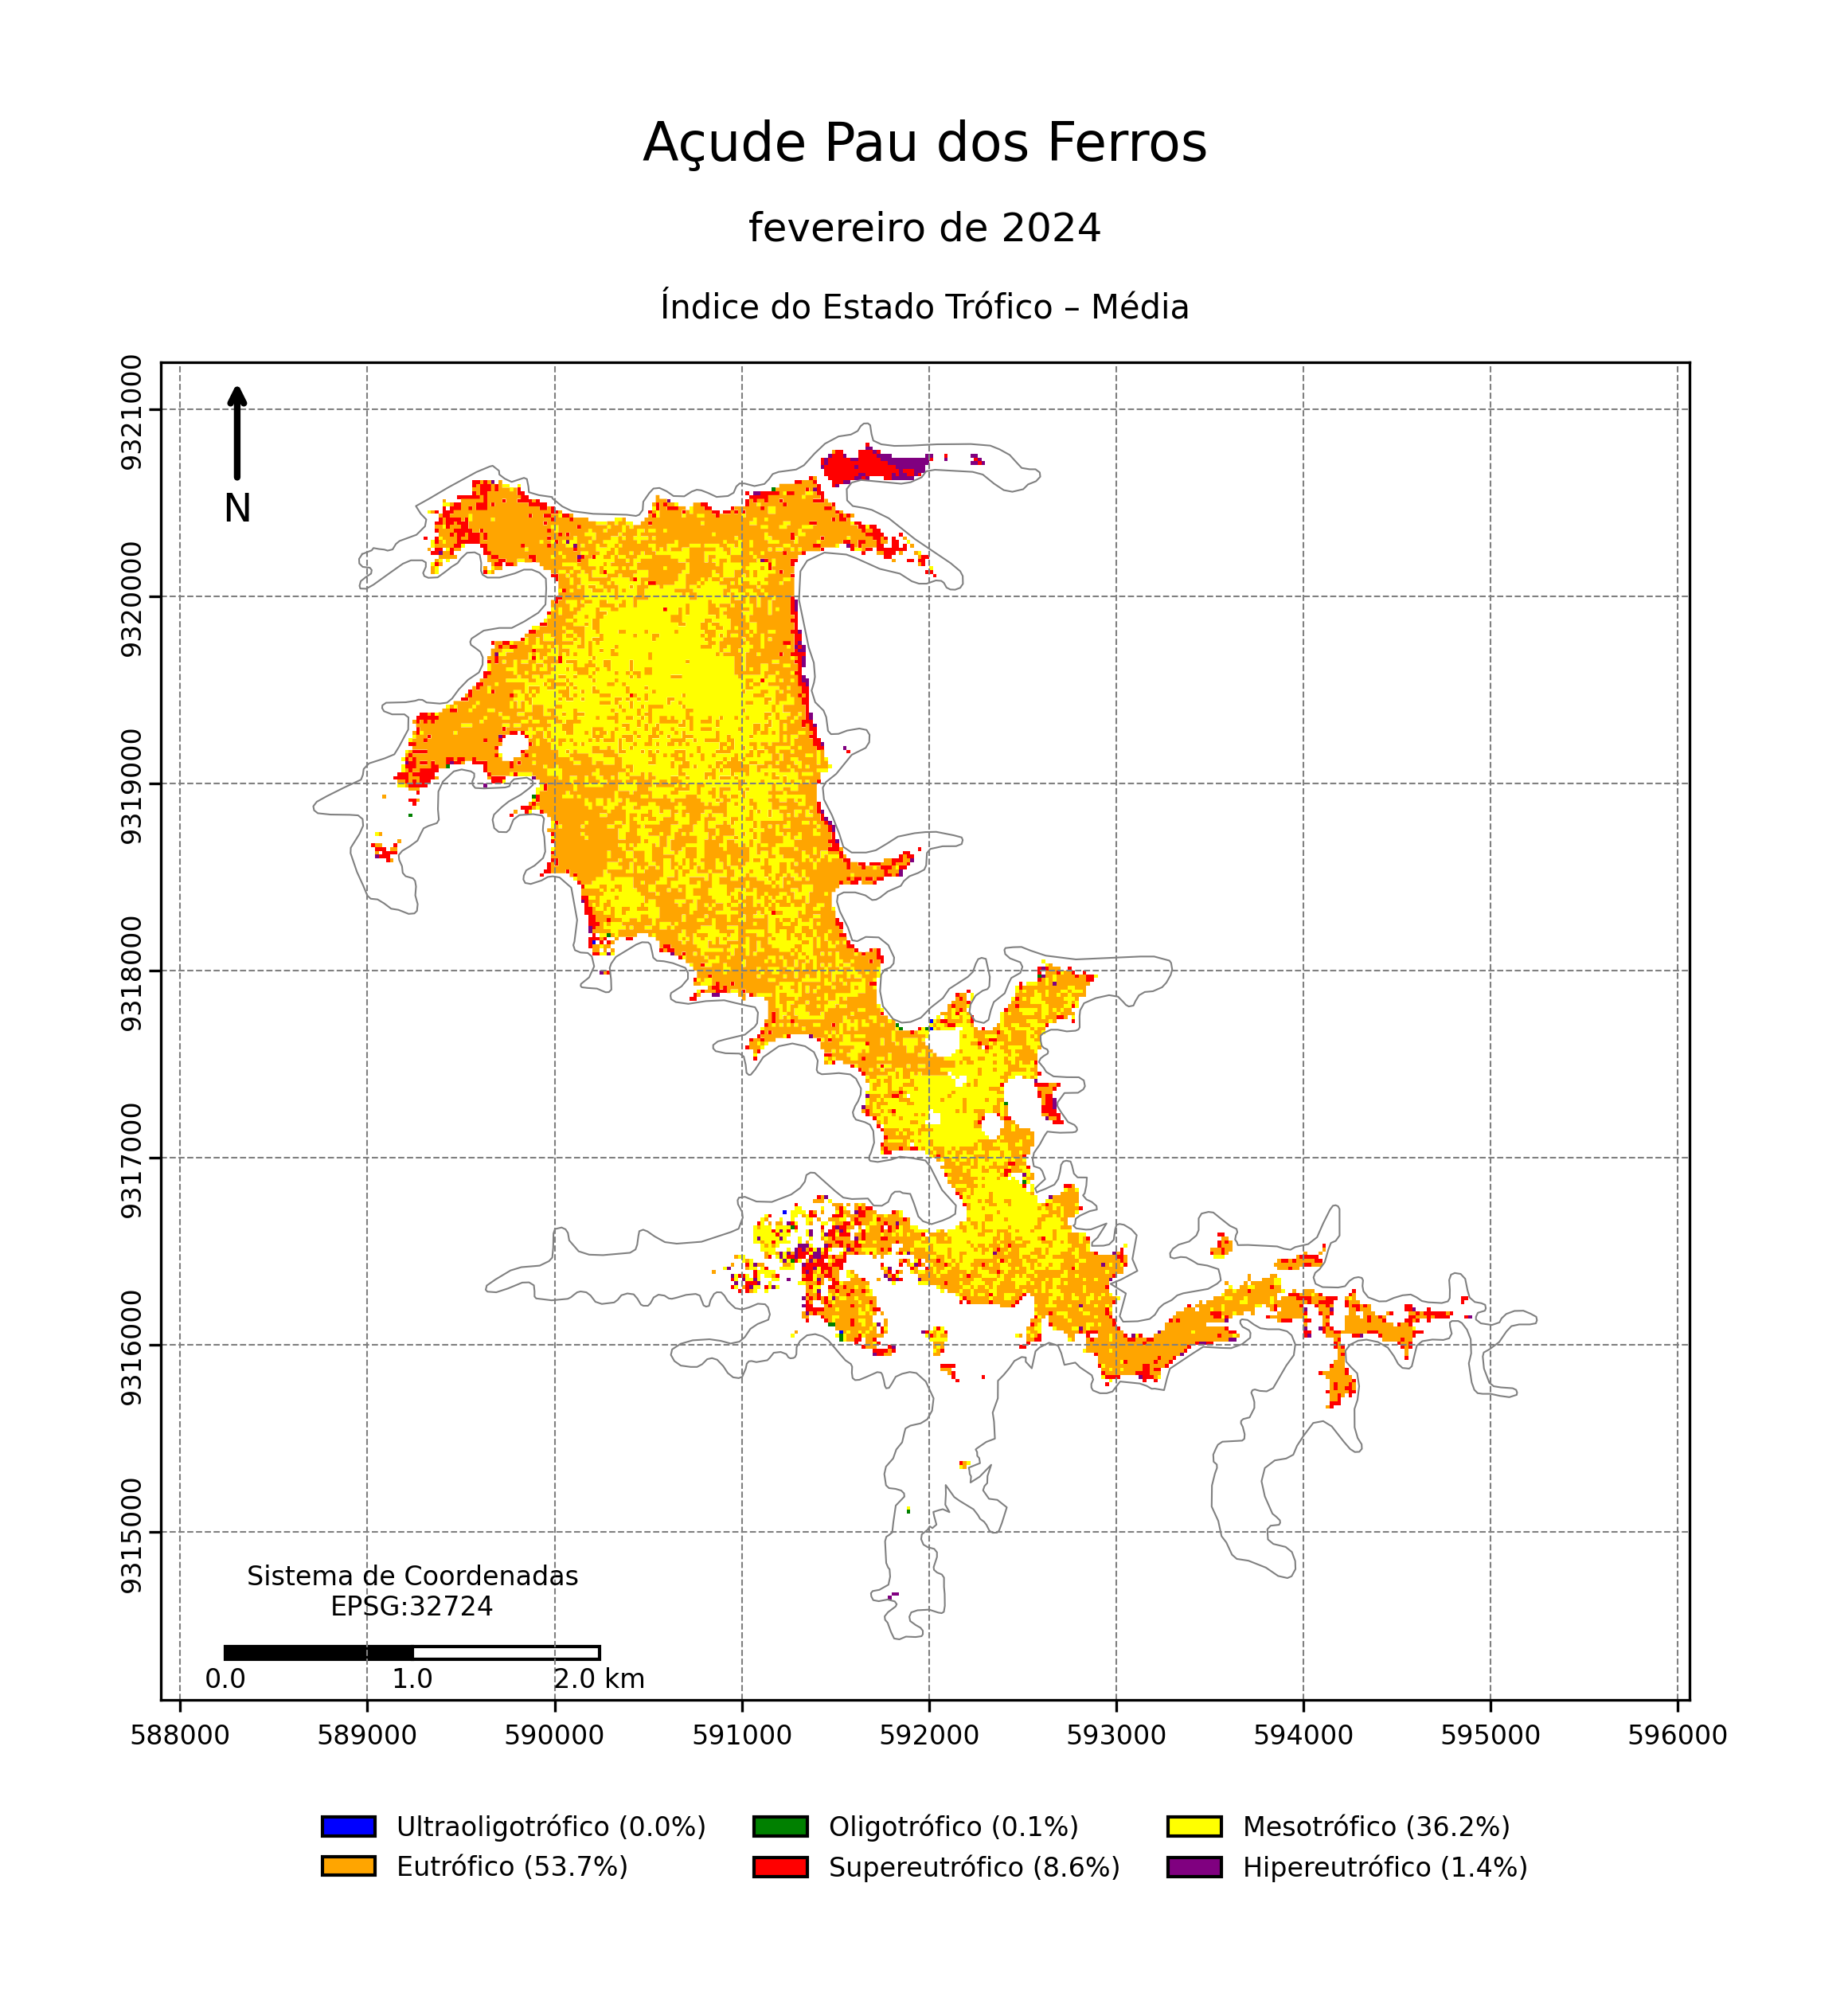 Açude Pau dos Ferros
fevereiro de 2024
Índice do Estado Trófico – Média
9321000
9320000
9319000
9318000
9317000
9316000
9315000
N
Sistema de Coordenadas
EPSG:32724
0.0 1.0 2.0 km
588000 589000 590000 591000 592000 593000 594000 595000 596000
Ultraoligotrófico (0.0%) Oligotrófico (0.1%) Mesotrófico (36.2%)
Eutrófico (53.7%) Supereutrófico (8.6%) Hipereutrófico (1.4%)